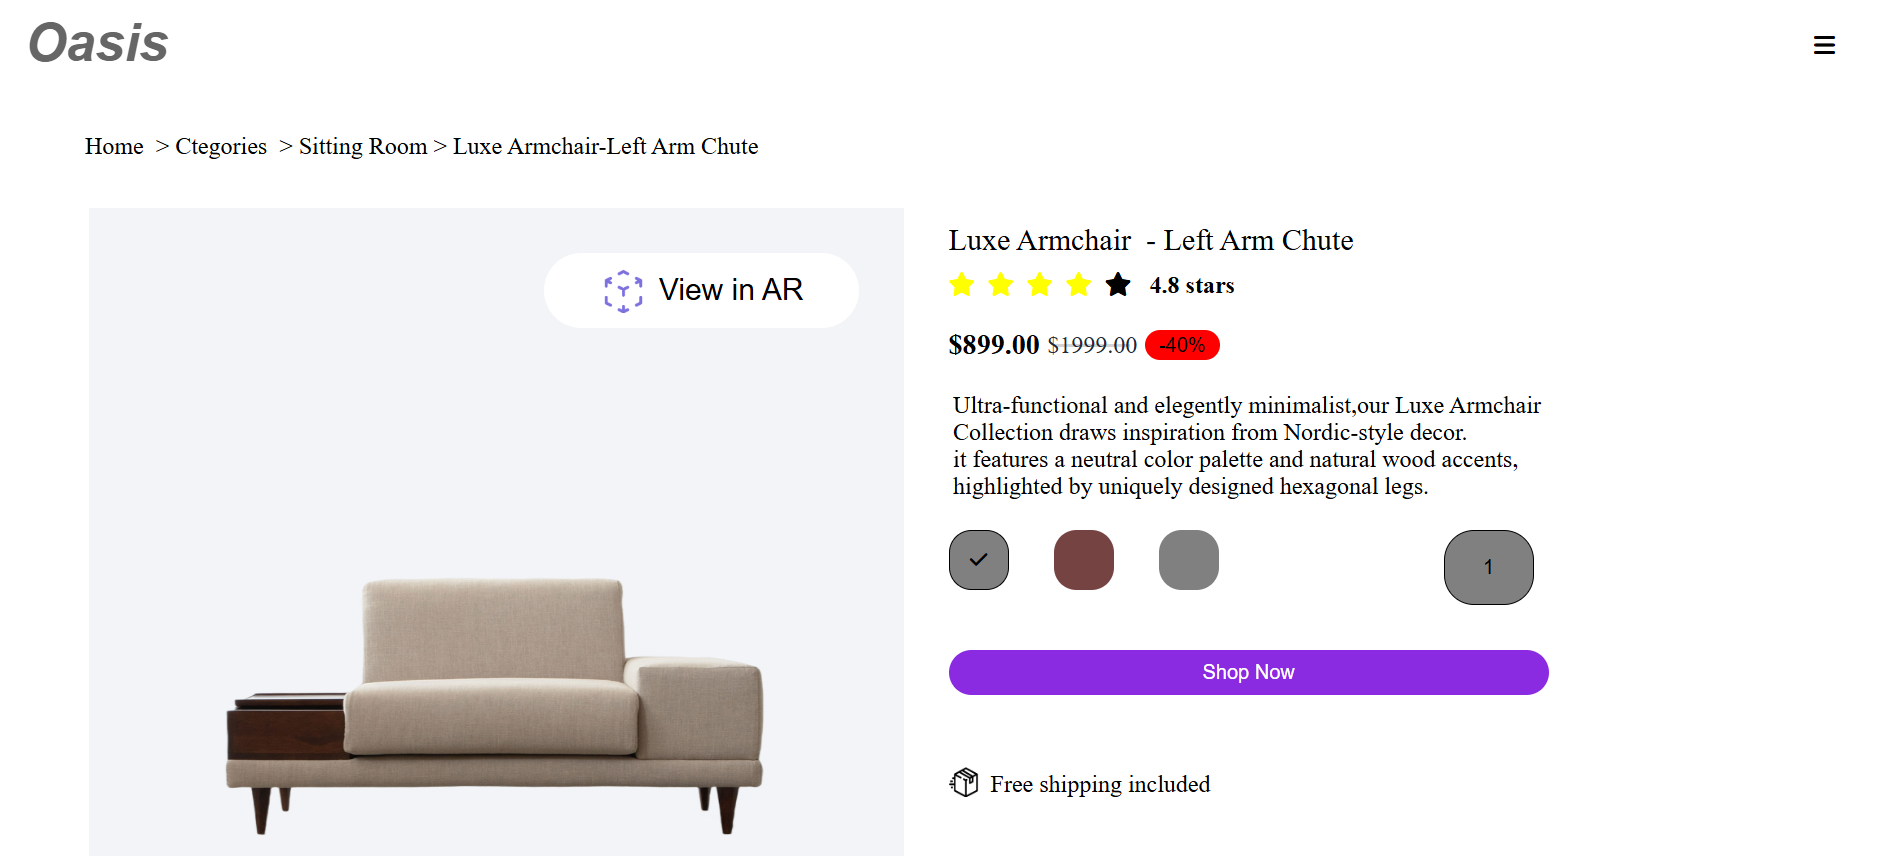 Oasis
Home > Ctegories > Sitting Room > Luxe Armchair-Left Arm Chute
View in AR
Luxe Armchair - Left Arm Chute
4.8 stars
$899.00 $1999.00 -40%
Ultra-functional and elegently minimalist,our Luxe Armchair
Collection draws inspiration from Nordic-style decor.
it features a neutral color palette and natural wood accents,
highlighted by uniquely designed hexagonal legs.
1
Shop Now
Free shipping included